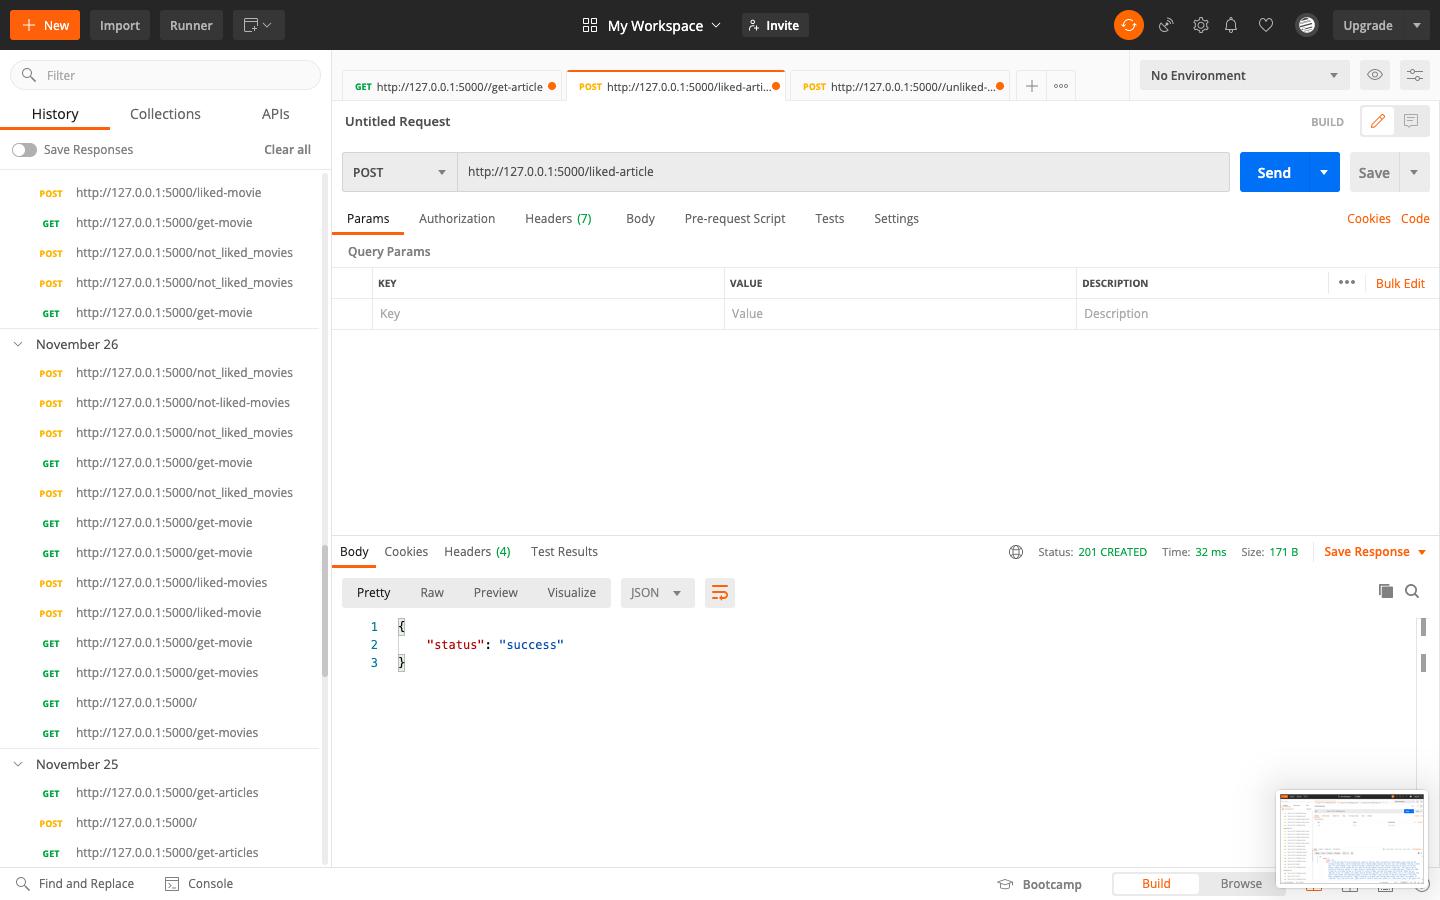 New
Import
Runner
My Workspace
Invite
Upgrade
Filter
History
Collections
APIs
Save Responses
Clear all
POST http://127.0.0.1:5000/liked-movie
GET http://127.0.0.1:5000/get-movie
POST http://127.0.0.1:5000/not_liked_movies
POST http://127.0.0.1:5000/not_liked_movies
GET http://127.0.0.1:5000/get-movie
November 26
POST http://127.0.0.1:5000/not_liked_movies
POST http://127.0.0.1:5000/not-liked-movies
POST http://127.0.0.1:5000/not_liked_movies
GET http://127.0.0.1:5000/get-movie
POST http://127.0.0.1:5000/not_liked_movies
GET http://127.0.0.1:5000/get-movie
GET http://127.0.0.1:5000/get-movie
POST http://127.0.0.1:5000/liked-movies
POST http://127.0.0.1:5000/liked-movie
GET http://127.0.0.1:5000/get-movie
GET http://127.0.0.1:5000/get-movies
GET http://127.0.0.1:5000/
GET http://127.0.0.1:5000/get-movies
November 25
GET http://127.0.0.1:5000/get-articles
POST http://127.0.0.1:5000/
GET http://127.0.0.1:5000/get-articles
GET http://127.0.0.1:5000//get-article
POST http://127.0.0.1:5000/liked-arti...
POST http://127.0.0.1:5000//unliked-...
No Environment
Untitled Request
BUILD
POST
http://127.0.0.1:5000/liked-article
Send
Save
Params
Authorization
Headers (7)
Body
Pre-request Script
Tests
Settings
Cookies
Code
Query Params
KEY
VALUE
DESCRIPTION
Bulk Edit
Key
Value
Description
Body
Cookies
Headers (4)
Test Results
Status: 201 CREATED
Time: 32 ms
Size: 171 B
Save Response
Pretty
Raw
Preview
Visualize
JSON
1 {
2 "status": "success"
3 }
Find and Replace
Console
Bootcamp
Build
Browse